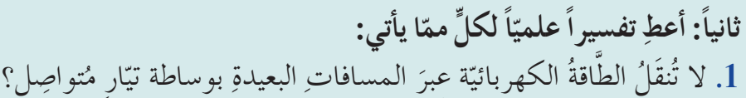 ثانياً: أعطِ تفسيراً علميّاً لكلٍّ ممّا يأتي:
1. لا تُنقَلُ الطَّاقةُ الكهربائيّة عبرَ المسافاتِ البعيدةِ بوساطة تيّارٍ مُتواصِل؟